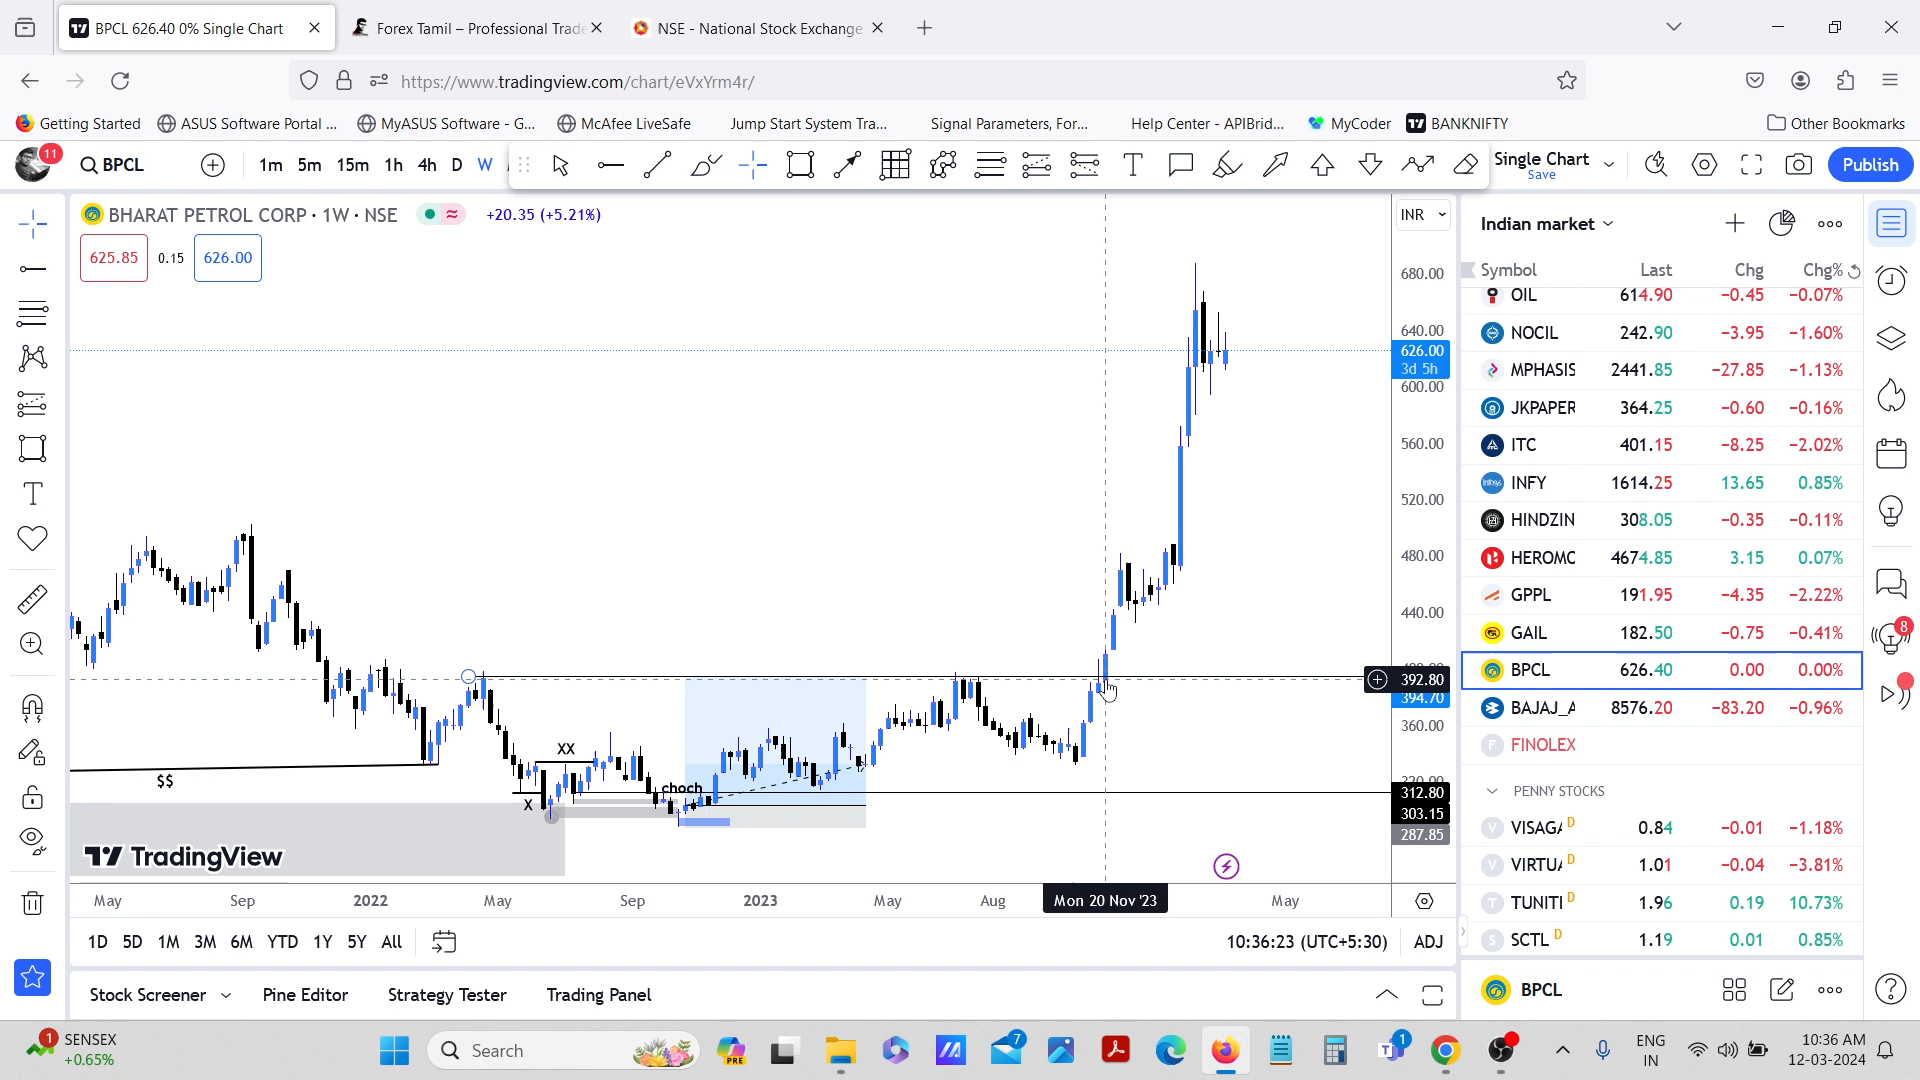 BPCL 626.40 0% Single Chart
Forex Tamil – Professional Trade
NSE - National Stock Exchange
https://www.tradingview.com/chart/eVxYrm4r/
Getting Started
ASUS Software Portal ...
MyASUS Software - G...
McAfee LiveSafe
Jump Start System Tra...
Signal Parameters, For...
Help Center - APIBrid...
MyCoder
BANKNIFTY
Other Bookmarks
11
BPCL
1m 5m 15m 1h 4h D W
Single Chart
Save
Publish
BHARAT PETROL CORP · 1W · NSE
+20.35 (+5.21%)
625.85
0.15
626.00
INR
680.00
640.00
626.00
3d 5h
600.00
560.00
520.00
480.00
440.00
392.80
394.70
360.00
312.80
303.15
287.85
$$
XX
X
choch
TradingView
May
Sep
2022
May
Sep
2023
May
Aug
Mon 20 Nov '23
May
1D 5D 1M 3M 6M YTD 1Y 5Y All
10:36:23 (UTC+5:30)
ADJ
Stock Screener
Pine Editor
Strategy Tester
Trading Panel
Indian market
Symbol Last Chg Chg%
OIL 614.90 −0.45 −0.07%
NOCIL 242.90 −3.95 −1.60%
MPHASIS 2441.85 −27.85 −1.13%
JKPAPER 364.25 −0.60 −0.16%
ITC 401.15 −8.25 −2.02%
INFY 1614.25 13.65 0.85%
HINDZIN 308.05 −0.35 −0.11%
HEROMC 4674.85 3.15 0.07%
GPPL 191.95 −4.35 −2.22%
GAIL 182.50 −0.75 −0.41%
BPCL 626.40 0.00 0.00%
BAJAJ_A 8576.20 −83.20 −0.96%
FINOLEX
PENNY STOCKS
VISAGA D 0.84 −0.01 −1.18%
VIRTUA D 1.01 −0.04 −3.81%
TUNITI D 1.96 0.19 10.73%
SCTL D 1.19 0.01 0.85%
BPCL
8
1
SENSEX
+0.65%
Search
PRE
7
1
ENG
IN
10:36 AM
12-03-2024